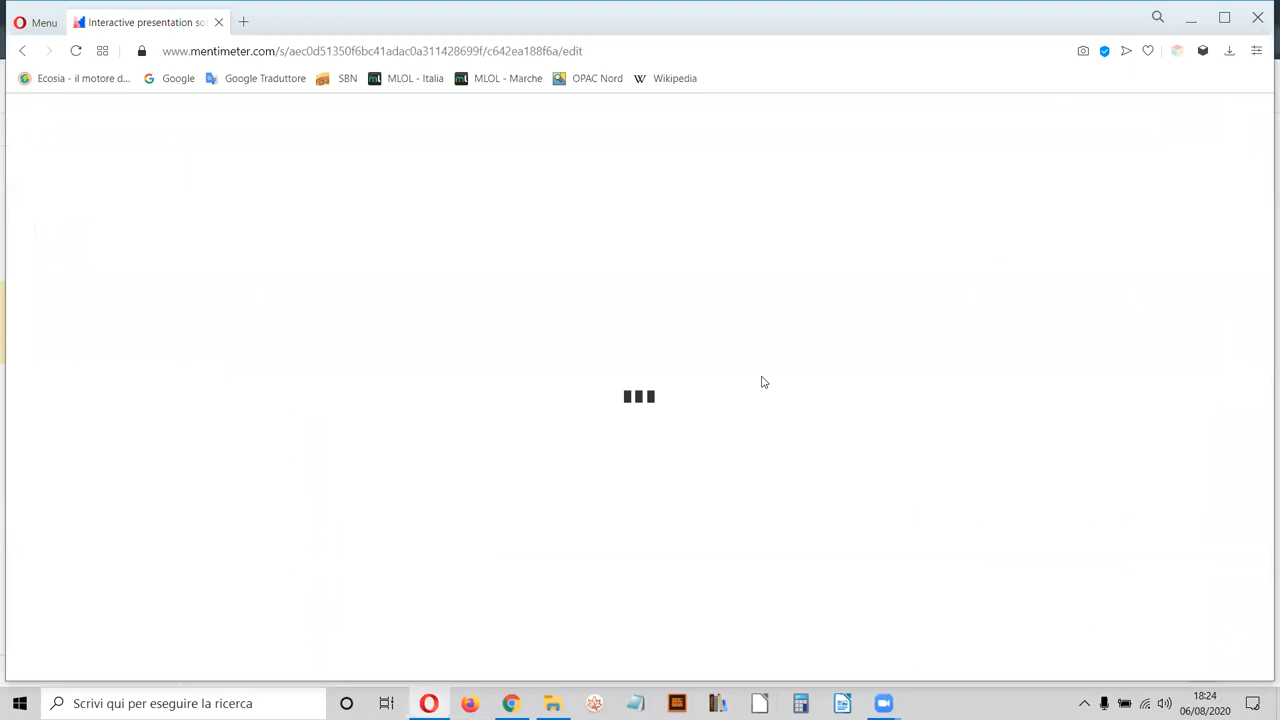 Menu
Interactive presentation so
www.mentimeter.com/s/aec0d51350f6bc41adac0a311428699f/c642ea188f6a/edit
Ecosia - il motore d...
Google
Google Traduttore
SBN
MLOL - Italia
MLOL - Marche
OPAC Nord
Wikipedia
Scrivi qui per eseguire la ricerca
18:24
06/08/2020